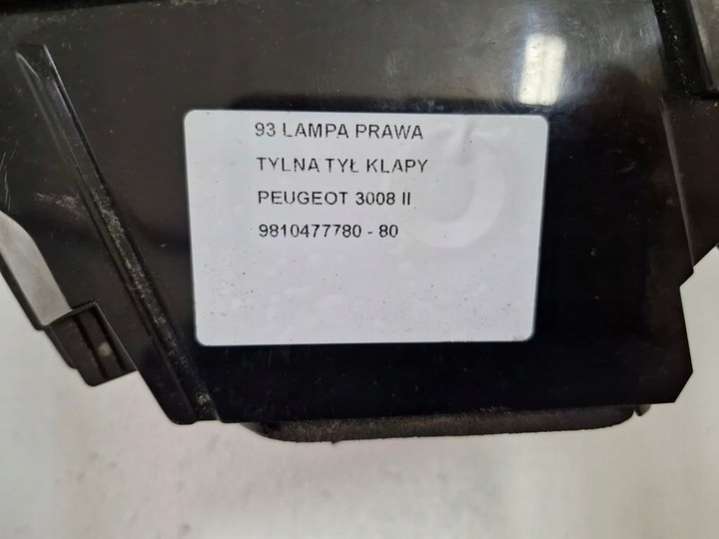 93 LAMPA PRAWA
TYLNA TYŁ KLAPY
PEUGEOT 3008 II
9810477780 - 80